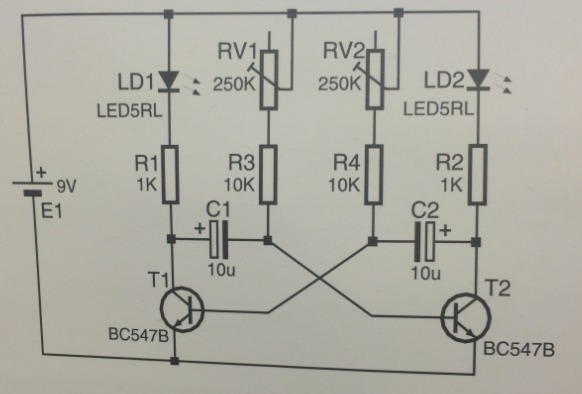 RV1
250K
RV2
250K
LD1
LED5RL
LD2
LED5RL
R1
1K
R3
10K
R4
10K
R2
1K
+
9V
E1
C1
+
10u
C2
+
10u
T1
BC547B
T2
BC547B